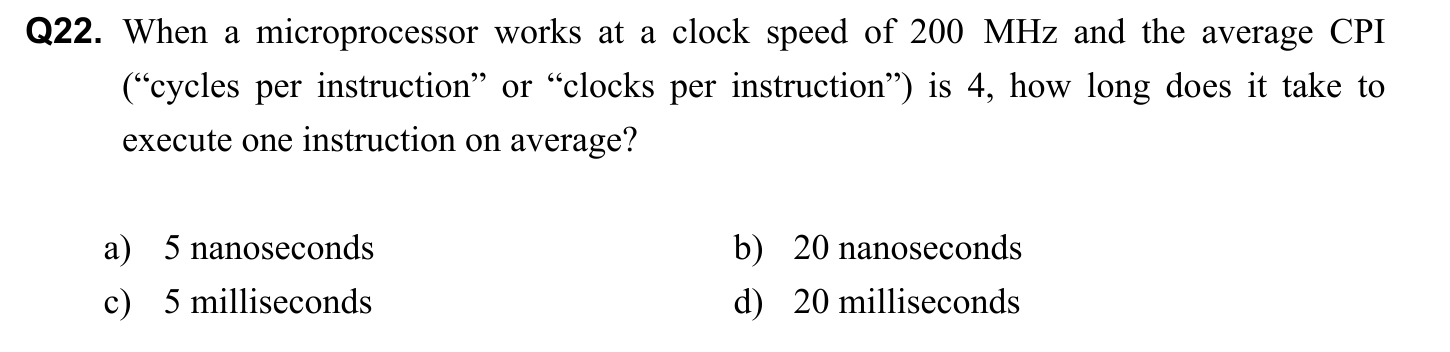 Q22. When a microprocessor works at a clock speed of 200 MHz and the average CPI
(“cycles per instruction” or “clocks per instruction”) is 4, how long does it take to
execute one instruction on average?
a) 5 nanoseconds b) 20 nanoseconds
c) 5 milliseconds d) 20 milliseconds